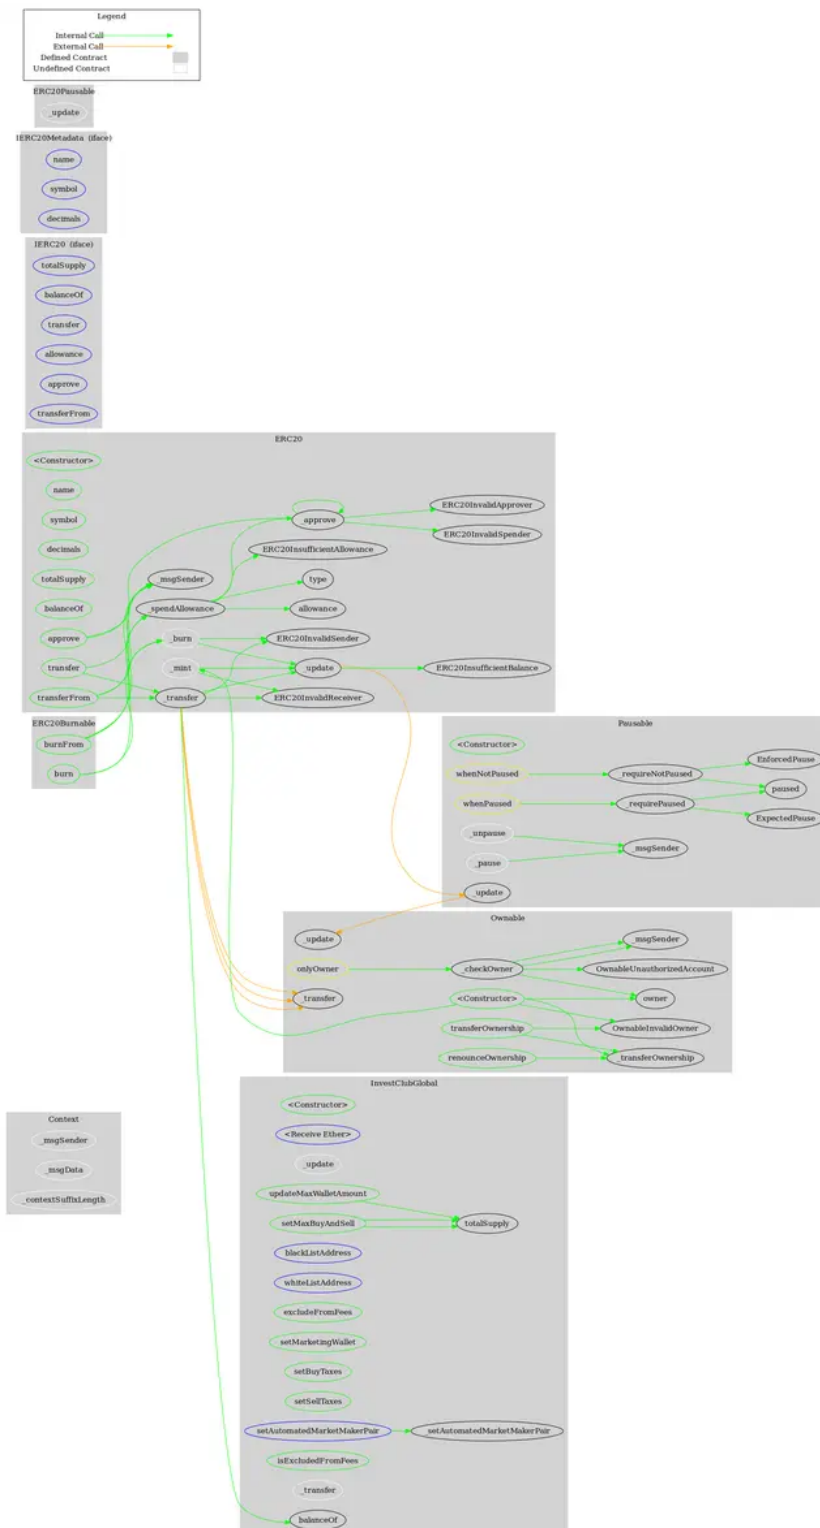 Legend
Internal Call
External Call
Defined Contract
Undefined Contract
ERC20Pausable
_update
IERC20Metadata (iface)
name
symbol
decimals
IERC20 (iface)
totalSupply
balanceOf
transfer
allowance
approve
transferFrom
ERC20
<Constructor>
name
symbol
decimals
totalSupply
balanceOf
approve
transfer
transferFrom
_msgSender
_spendAllowance
_burn
_mint
_transfer
_approve
ERC20InsufficientAllowance
type
allowance
ERC20InvalidSender
_update
ERC20InvalidReceiver
ERC20InvalidApprover
ERC20InvalidSpender
ERC20InsufficientBalance
ERC20Burnable
burnFrom
burn
Pausable
<Constructor>
whenNotPaused
whenPaused
_unpause
_pause
_update
_requireNotPaused
_requirePaused
_msgSender
EnforcedPause
paused
ExpectedPause
Ownable
_update
onlyOwner
_transfer
_checkOwner
<Constructor>
transferOwnership
renounceOwnership
_msgSender
OwnableUnauthorizedAccount
owner
OwnableInvalidOwner
_transferOwnership
Context
_msgSender
_msgData
_contextSuffixLength
InvestClubGlobal
<Constructor>
<Receive Ether>
_update
updateMaxWalletAmount
setMaxBuyAndSell
totalSupply
blackListAddress
whiteListAddress
excludeFromFees
setMarketingWallet
setBuyTaxes
setSellTaxes
setAutomatedMarketMakerPair
_setAutomatedMarketMakerPair
isExcludedFromFees
_transfer
balanceOf